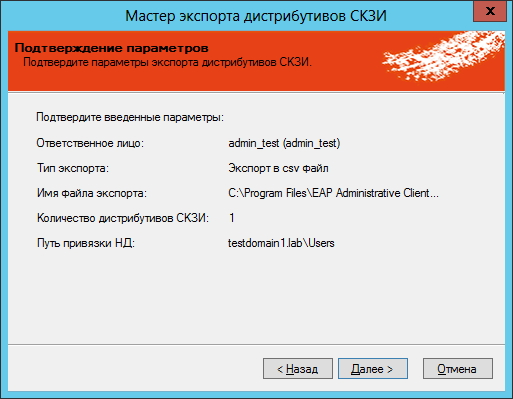 Мастер экспорта дистрибутивов СКЗИ
x
Подтверждение параметров
Подтвердите параметры экспорта дистрибутивов СКЗИ.
Подтвердите введенные параметры:
Ответственное лицо: admin_test (admin_test)
Тип экспорта: Экспорт в csv файл
Имя файла экспорта: C:\Program Files\EAP Administrative Client...
Количество дистрибутивов СКЗИ: 1
Путь привязки НД: testdomain1.lab\Users
< Назад Далее > Отмена